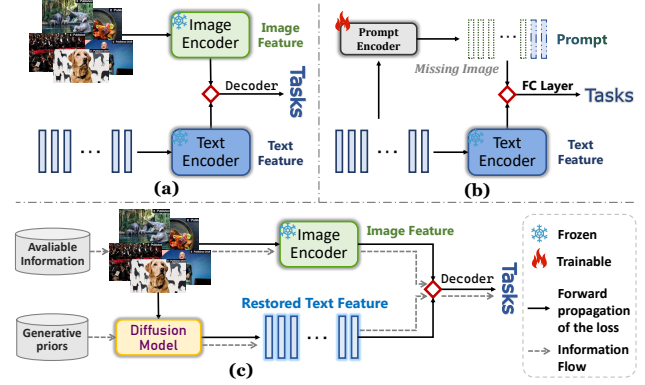 Image
Encoder
Image
Feature
Decoder
Tasks
Text
Encoder
Text
Feature
(a)
Prompt
Encoder
Prompt
Missing Image
FC Layer
Tasks
Text
Encoder
Text
Feature
(b)
Avaliable
Information
Image
Encoder
Image Feature
Decoder
Tasks
Restored Text Feature
Generative
priors
Diffusion
Model
(c)
Frozen
Trainable
Forward
propagation
of the loss
Information
Flow